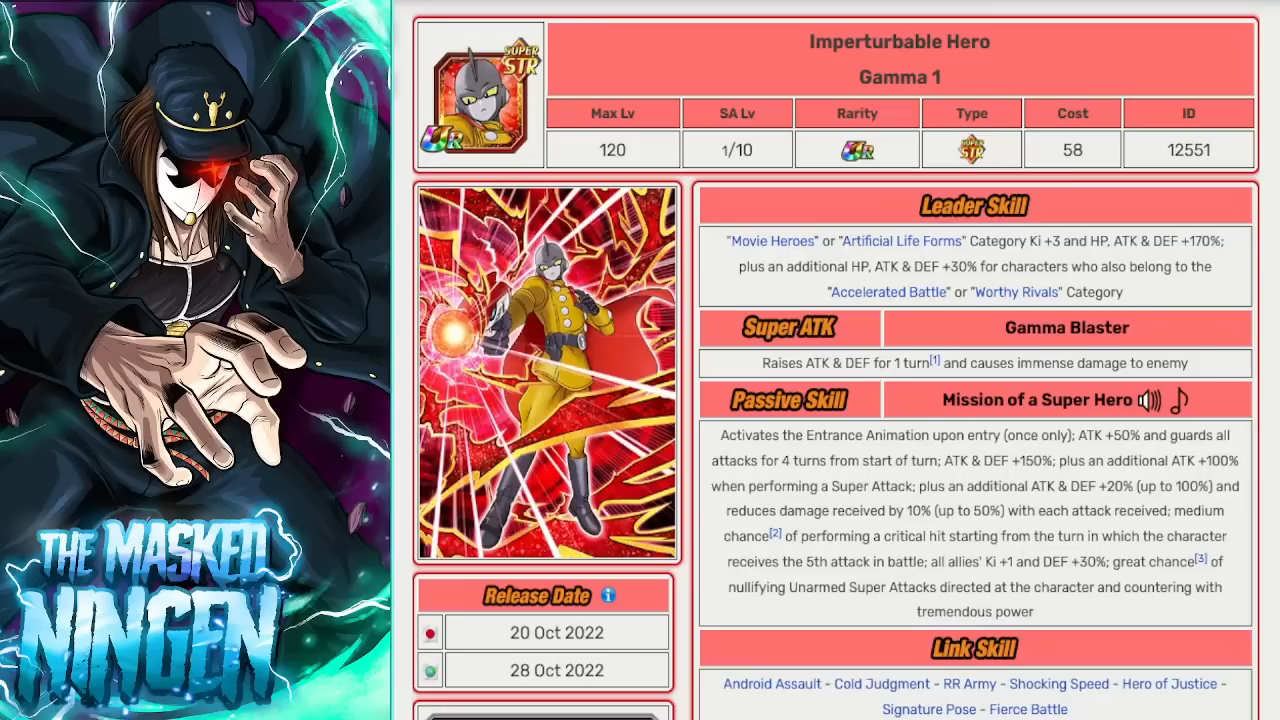 THE MASKED
NINGEN
SUPER
STR
UR
Imperturbable Hero
Gamma 1
Max Lv SA Lv Rarity Type Cost ID
120 1/10 UR SUPER STR 58 12551
Leader Skill
"Movie Heroes" or "Artificial Life Forms" Category Ki +3 and HP, ATK & DEF +170%;
plus an additional HP, ATK & DEF +30% for characters who also belong to the
"Accelerated Battle" or "Worthy Rivals" Category
Super ATK Gamma Blaster
Raises ATK & DEF for 1 turn[1] and causes immense damage to enemy
Passive Skill Mission of a Super Hero
Activates the Entrance Animation upon entry (once only); ATK +50% and guards all
attacks for 4 turns from start of turn; ATK & DEF +150%; plus an additional ATK +100%
when performing a Super Attack; plus an additional ATK & DEF +20% (up to 100%) and
reduces damage received by 10% (up to 50%) with each attack received; medium
chance[2] of performing a critical hit starting from the turn in which the character
receives the 5th attack in battle; all allies' Ki +1 and DEF +30%; great chance[3] of
nullifying Unarmed Super Attacks directed at the character and countering with
tremendous power
Link Skill
Android Assault - Cold Judgment - RR Army - Shocking Speed - Hero of Justice -
Signature Pose - Fierce Battle
Release Date
20 Oct 2022
28 Oct 2022